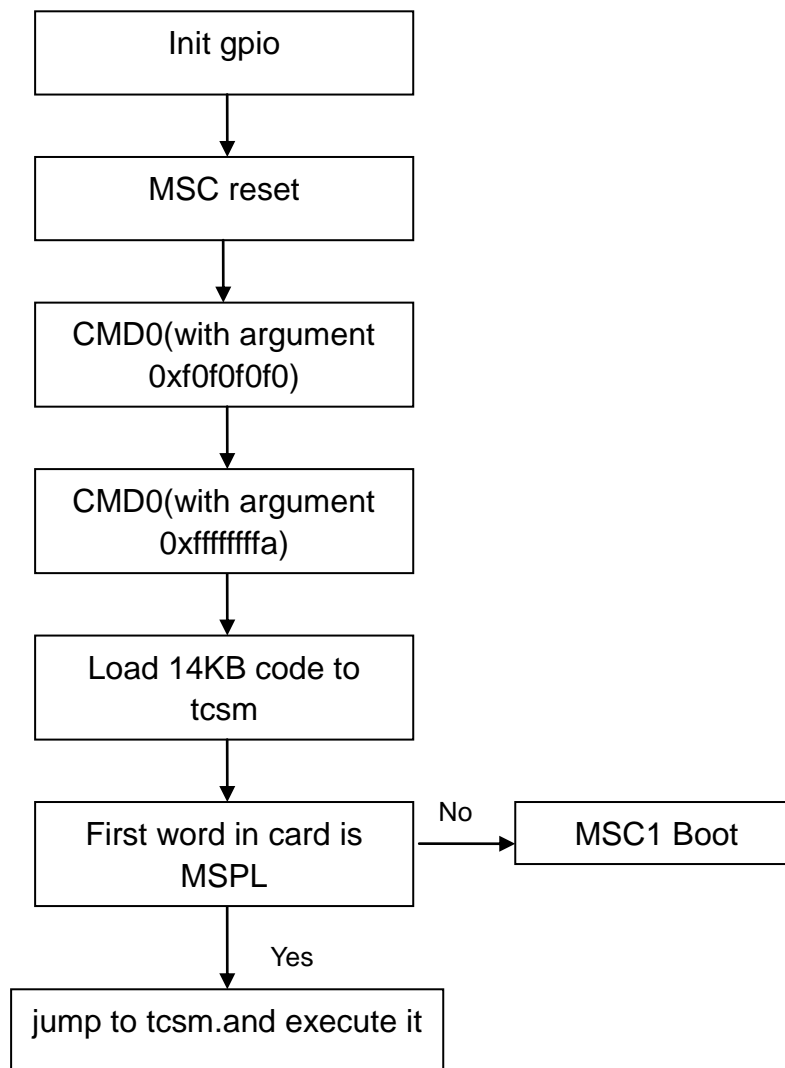 Init gpio
MSC reset
CMD0(with argument
0xf0f0f0f0)
CMD0(with argument
0xffffffffa)
Load 14KB code to
tcsm
First word in card is
MSPL
No
MSC1 Boot
Yes
jump to tcsm.and execute it